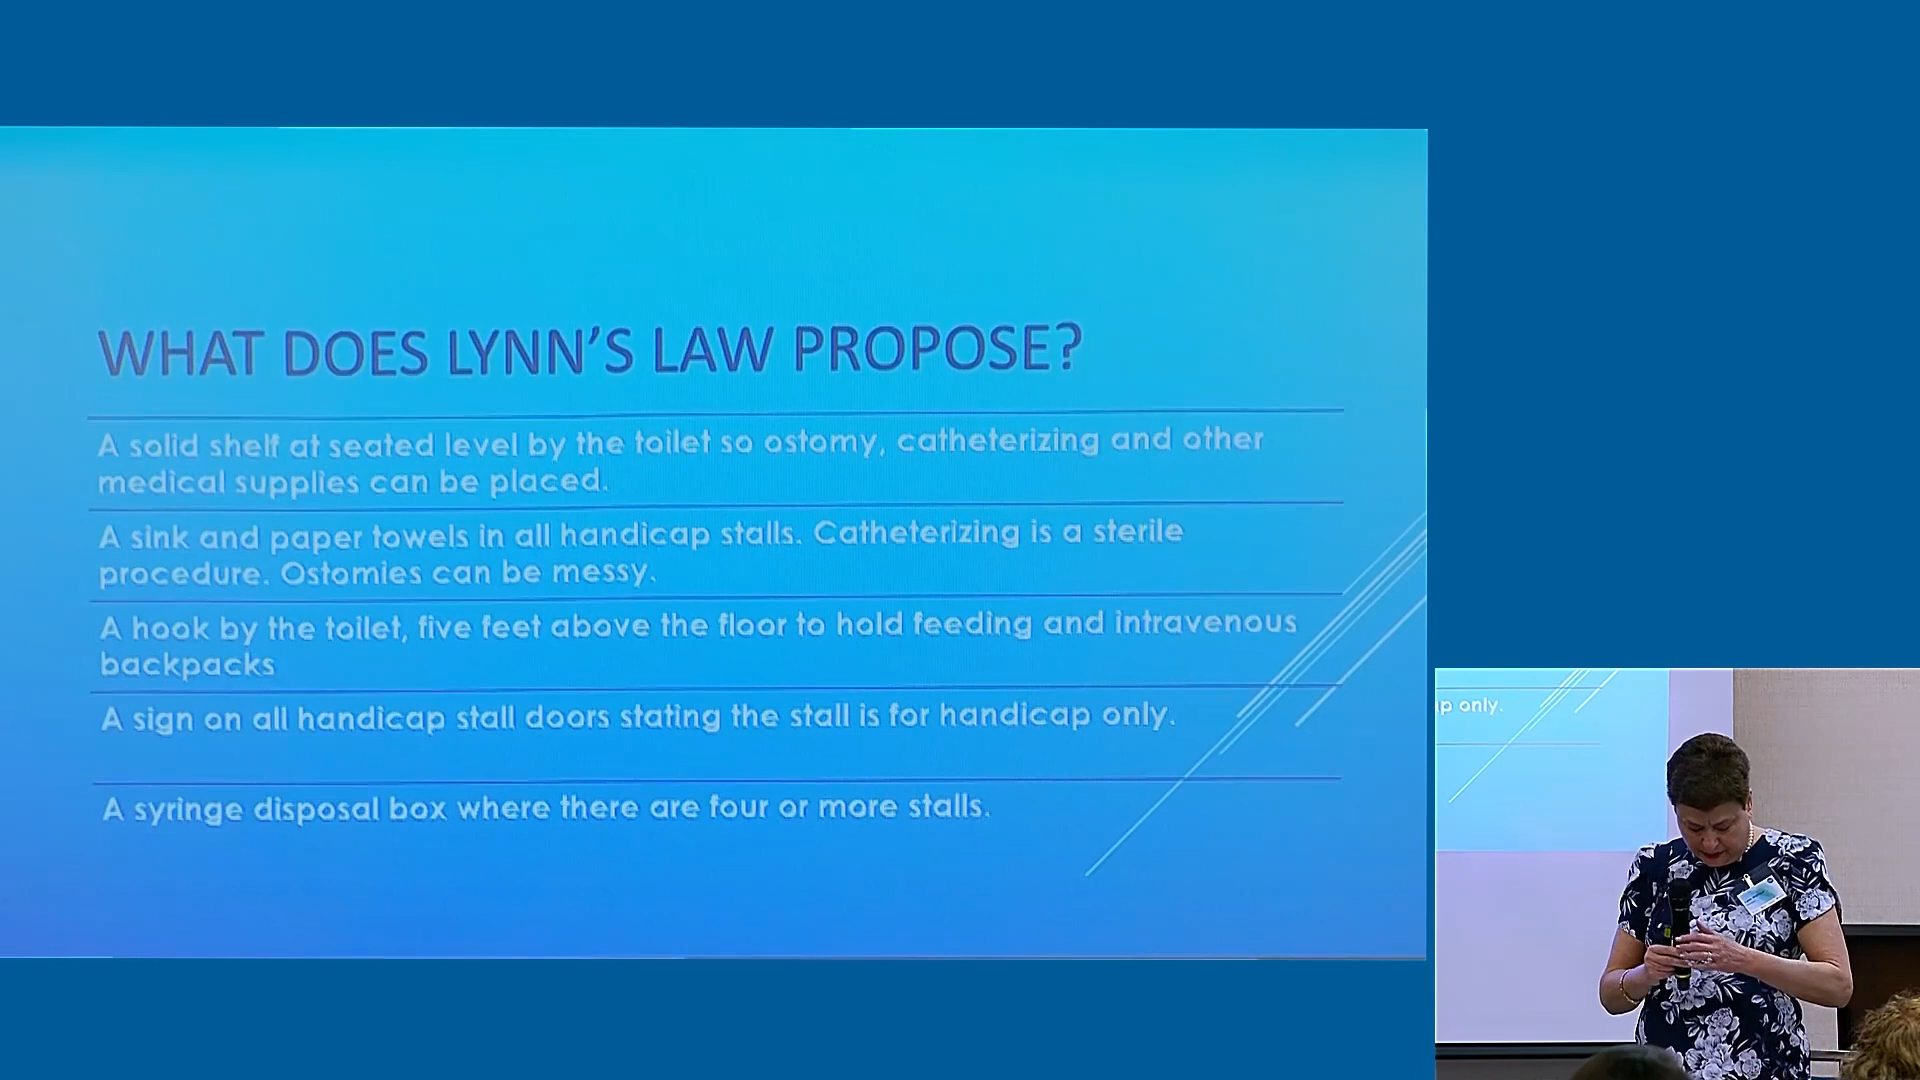 WHAT DOES LYNN'S LAW PROPOSE?
A solid shelf at seated level by the toilet so ostomy, catheterizing and other
medical supplies can be placed.
A sink and paper towels in all handicap stalls. Catheterizing is a sterile
procedure. Ostomies can be messy.
A hook by the toilet, five feet above the floor to hold feeding and intravenous
backpacks
A sign on all handicap stall doors stating the stall is for handicap only.
A syringe disposal box where there are four or more stalls.
only.